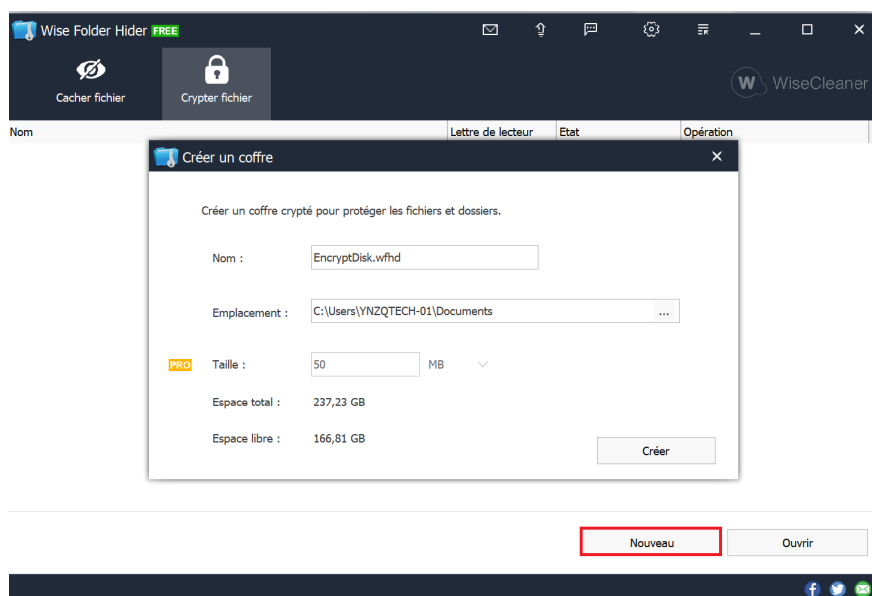 Wise Folder Hider FREE
Cacher fichier
Crypter fichier
W WiseCleaner
Nom
Lettre de lecteur
Etat
Opération
Créer un coffre
Créer un coffre crypté pour protéger les fichiers et dossiers.
Nom :
EncryptDisk.wfhd
Emplacement :
C:\Users\YNZQTECH-01\Documents
...
PRO
Taille :
50
MB
Espace total :
237,23 GB
Espace libre :
166,81 GB
Créer
Nouveau
Ouvrir